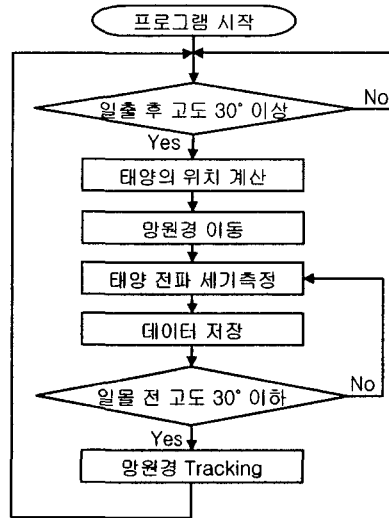 프로그램 시작
일출 후 고도 30° 이상
No
Yes
태양의 위치 계산
망원경 이동
태양 전파 세기측정
데이터 저장
일몰 전 고도 30° 이하
No
Yes
망원경 Tracking